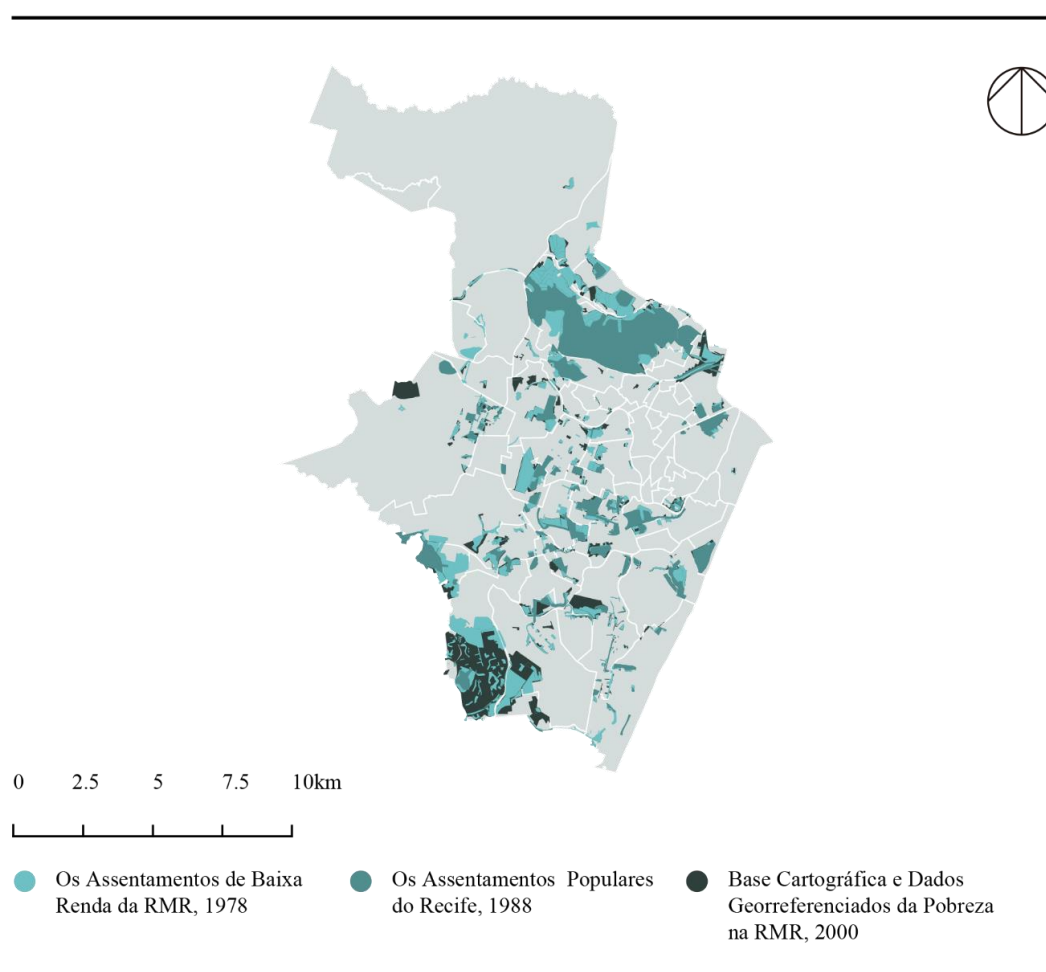 0 2.5 5 7.5 10km
Os Assentamentos de Baixa
Renda da RMR, 1978
Os Assentamentos Populares
do Recife, 1988
Base Cartográfica e Dados
Georreferenciados da Pobreza
na RMR, 2000